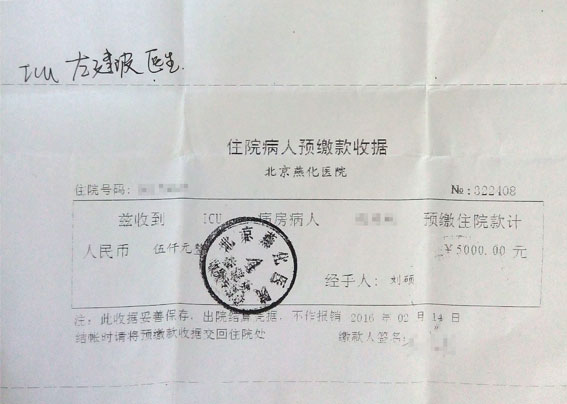 ICU 左建波 医生
住院病人预缴款收据
北京燕化医院
住院号码:
№: 322408
兹收到 ICU 病房病人 预缴住院款计
人民币 伍仟元整 ￥5000.00 元
经手人: 刘硕
北京燕化医院
注: 此收据妥善保存, 出院结算凭据, 不作报销 2016 年 02 月 14 日
结帐时请将预缴款收据交回住院处 缴款人签名